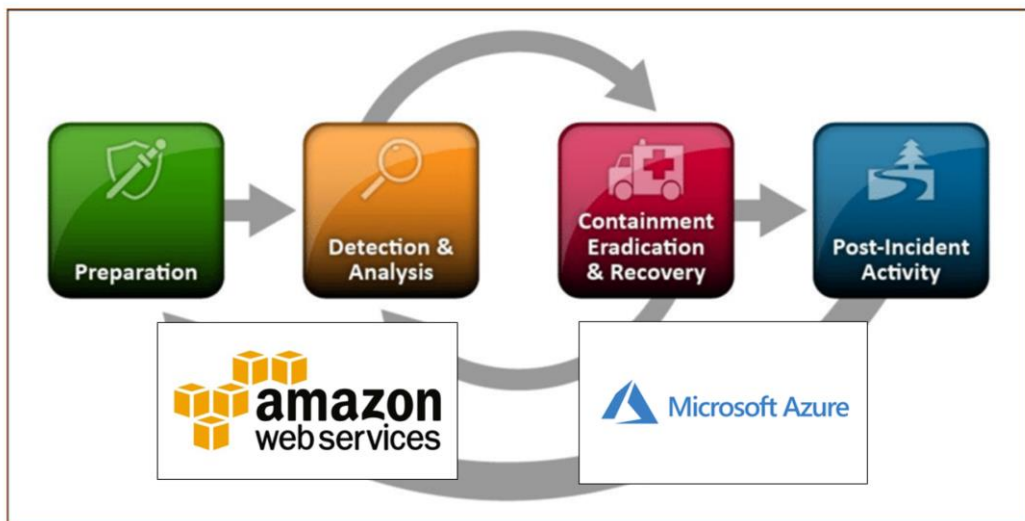 Preparation
Detection &
Analysis
Containment
Eradication
& Recovery
Post-Incident
Activity
amazon
web services
Microsoft Azure